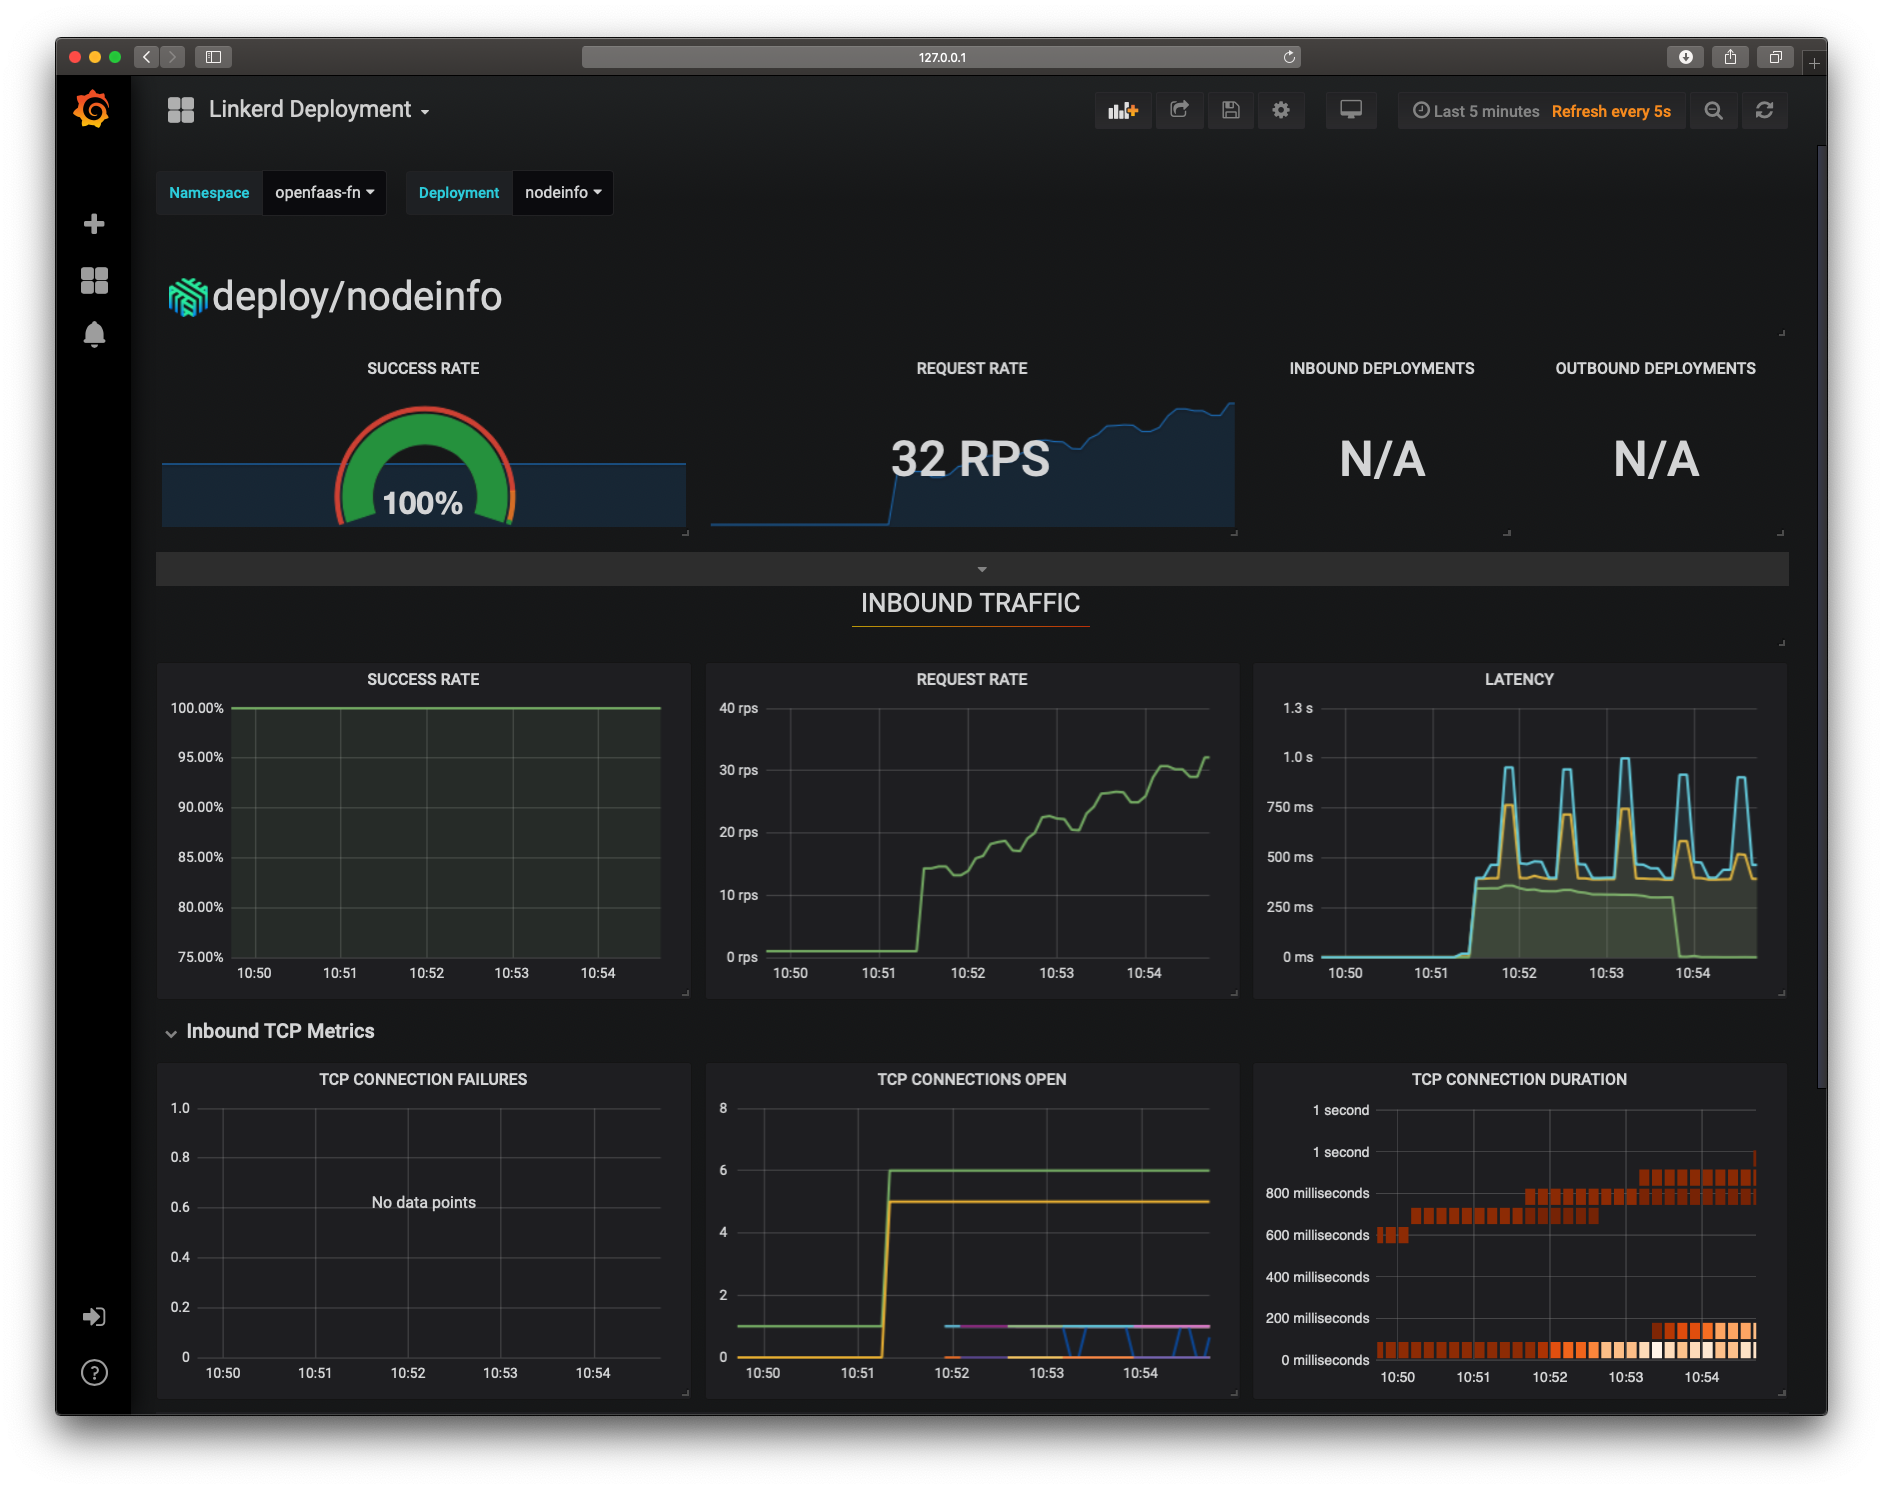 127.0.0.1
Linkerd Deployment
Last 5 minutes Refresh every 5s
Namespace openfaas-fn Deployment nodeinfo
deploy/nodeinfo
SUCCESS RATE
100%
REQUEST RATE
32 RPS
INBOUND DEPLOYMENTS
N/A
OUTBOUND DEPLOYMENTS
N/A
INBOUND TRAFFIC
SUCCESS RATE
100.00%
95.00%
90.00%
85.00%
80.00%
75.00%
10:50 10:51 10:52 10:53 10:54
REQUEST RATE
40 rps
30 rps
20 rps
10 rps
0 rps
10:50 10:51 10:52 10:53 10:54
LATENCY
1.3 s
1.0 s
750 ms
500 ms
250 ms
0 ms
10:50 10:51 10:52 10:53 10:54
Inbound TCP Metrics
TCP CONNECTION FAILURES
1.0
0.8
0.6
0.4
0.2
0
No data points
10:50 10:51 10:52 10:53 10:54
TCP CONNECTIONS OPEN
8
6
4
2
0
10:50 10:51 10:52 10:53 10:54
TCP CONNECTION DURATION
1 second
1 second
800 milliseconds
600 milliseconds
400 milliseconds
200 milliseconds
0 milliseconds
10:50 10:51 10:52 10:53 10:54